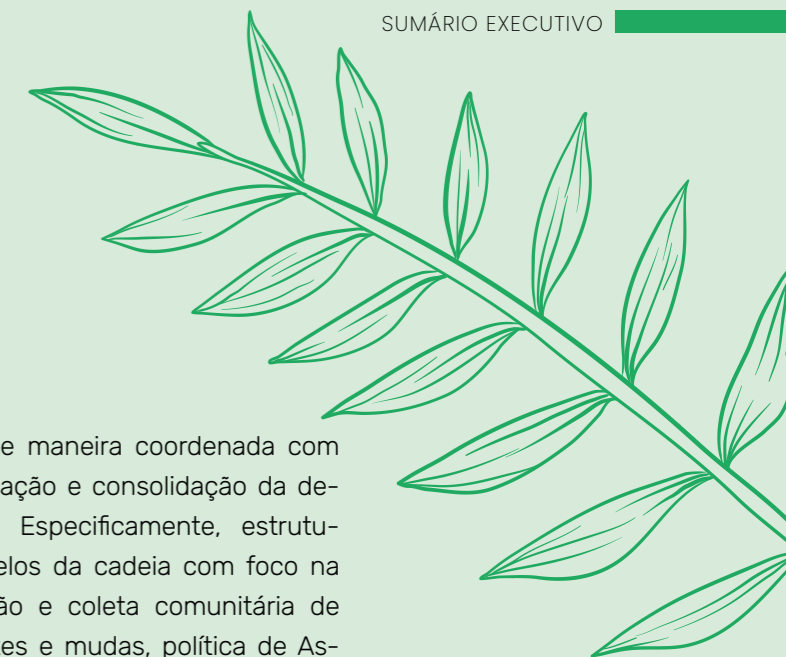 SUMÁRIO EXECUTIVO
e maneira coordenada com
ação e consolidação da de-
Especificamente, estrutu-
elos da cadeia com foco na
ão e coleta comunitária de
es e mudas, política de As-